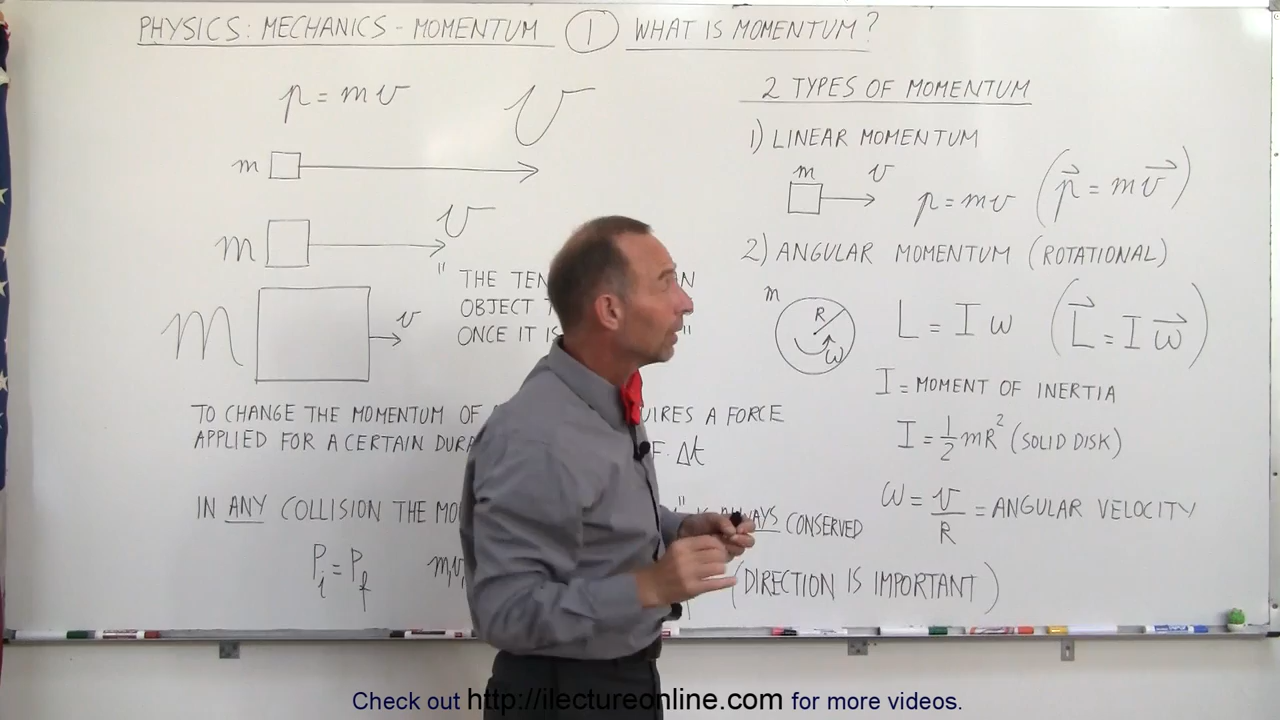 PHYSICS: MECHANICS - MOMENTUM ① WHAT IS MOMENTUM?
p = mv
v
m
v
m
" THE TEN N
OBJECT T
ONCE IT IS "
M
v
TO CHANGE THE MOMENTUM OF UIRES A FORCE
APPLIED FOR A CERTAIN DURA F. Δt
IN ANY COLLISION THE MO " IS ALWAYS CONSERVED
P_i = P_f m_1v_1 (DIRECTION IS IMPORTANT)
2 TYPES OF MOMENTUM
1) LINEAR MOMENTUM
m v p = mv (p⃗ = mv⃗)
2) ANGULAR MOMENTUM (ROTATIONAL)
m R ω L = I ω (L⃗ = I ω⃗)
I = MOMENT OF INERTIA
I = 1/2 mR² (SOLID DISK)
ω = v/R = ANGULAR VELOCITY
Check out http://ilectureonline.com for more videos.